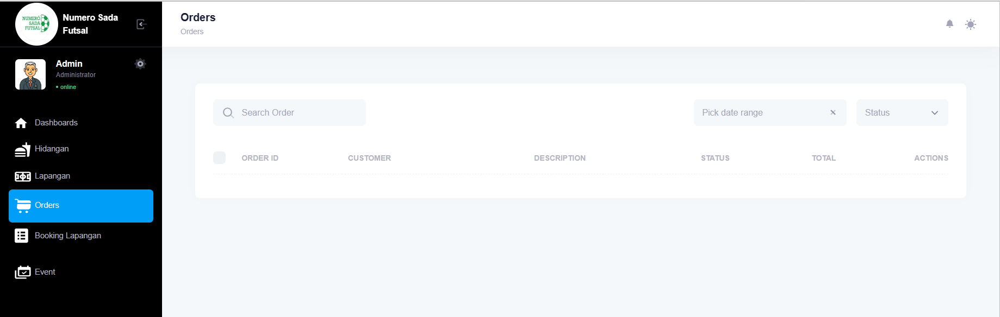 NUMERO
SADA
FUTSAL
Numero Sada
Futsal
Admin
Administrator
online
Dashboards
Hidangan
Lapangan
Orders
Booking Lapangan
Event
Orders
Orders
Search Order
Pick date range
Status
ORDER ID CUSTOMER DESCRIPTION STATUS TOTAL ACTIONS